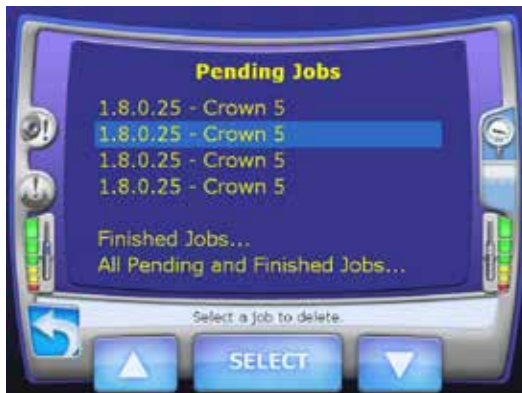 Pending Jobs
1.8.0.25 - Crown 5
1.8.0.25 - Crown 5
1.8.0.25 - Crown 5
1.8.0.25 - Crown 5
Finished Jobs...
All Pending and Finished Jobs...
Select a job to delete.
SELECT